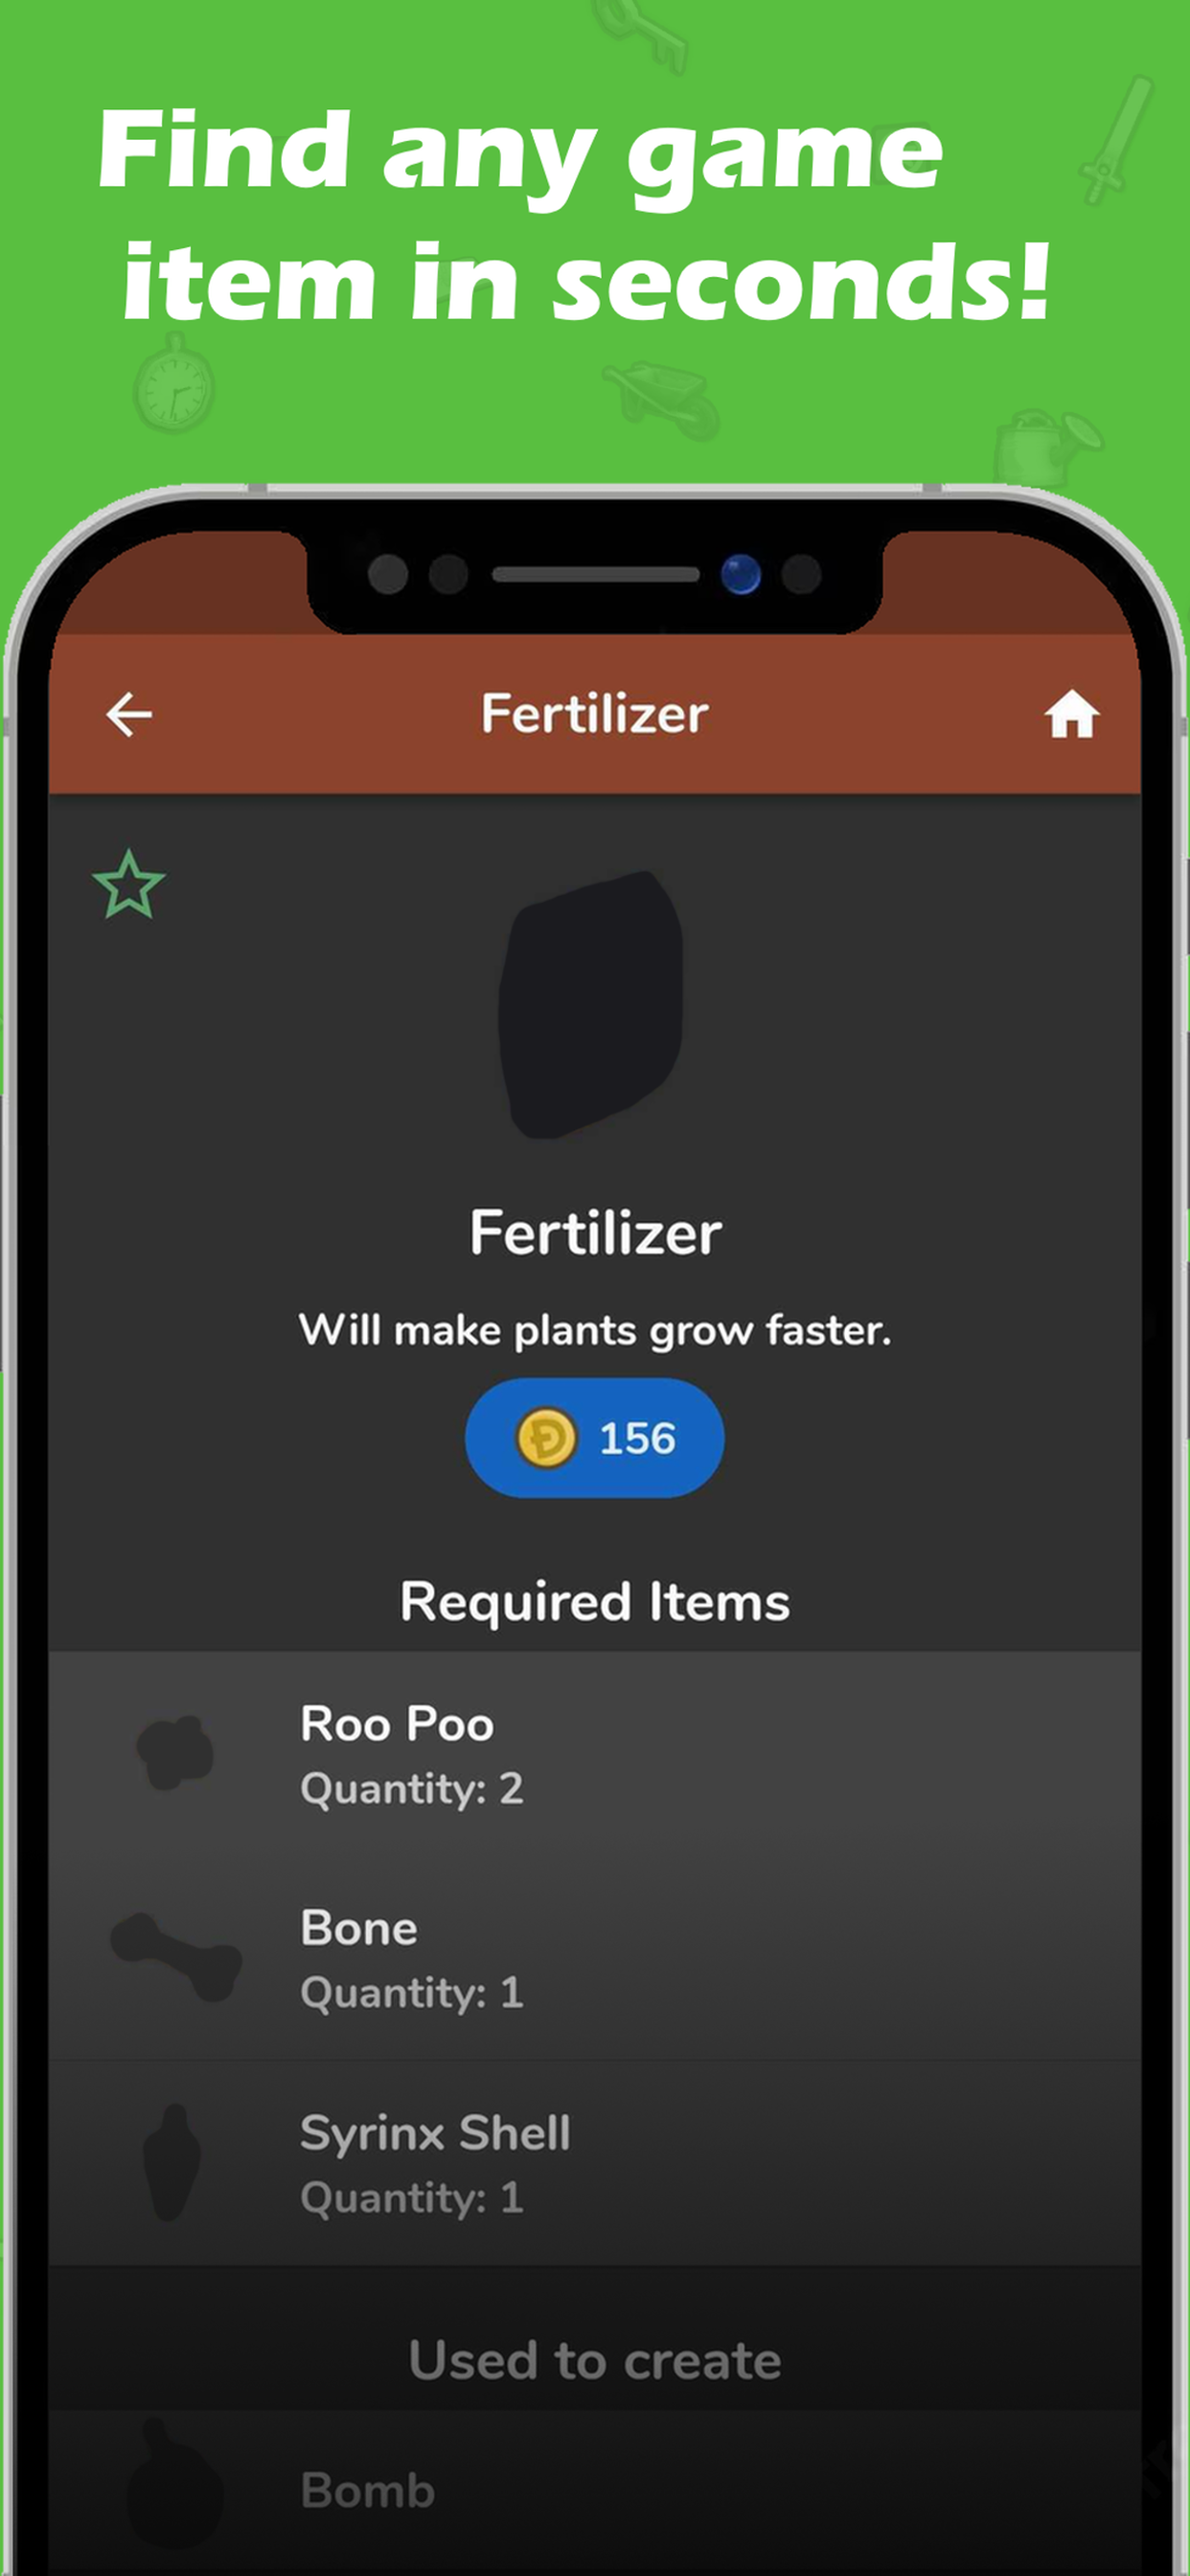 Find any game
item in seconds!
Fertilizer
Fertilizer
Will make plants grow faster.
156
Required Items
Roo Poo
Quantity: 2
Bone
Quantity: 1
Syrinx Shell
Quantity: 1
Used to create
Bomb